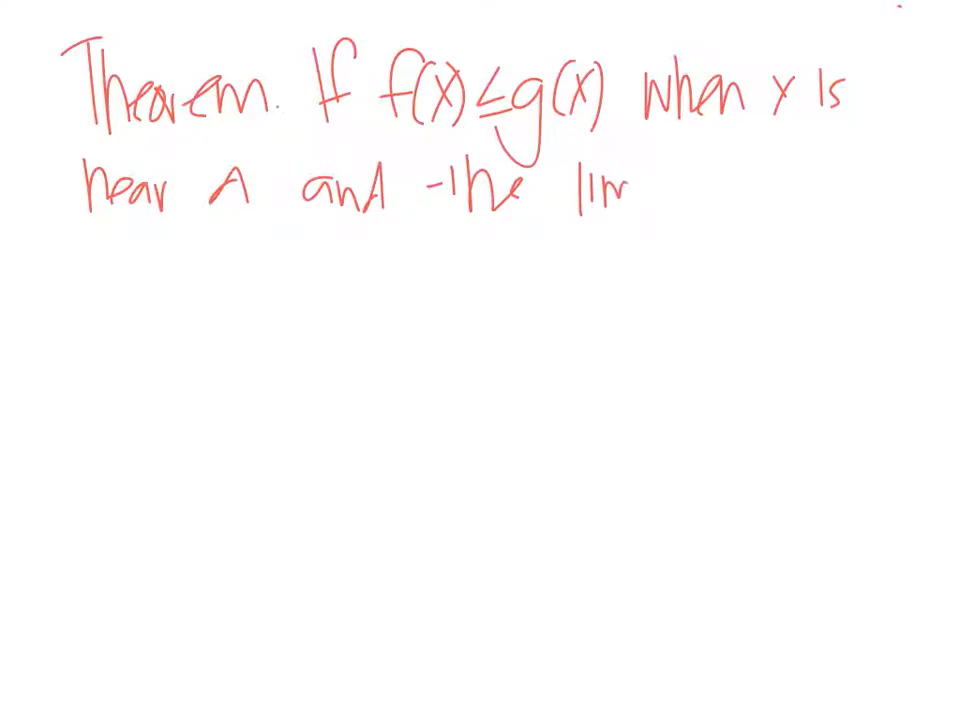 Theorem. If f(x) ≤ g(x) when x is
near A and the lim